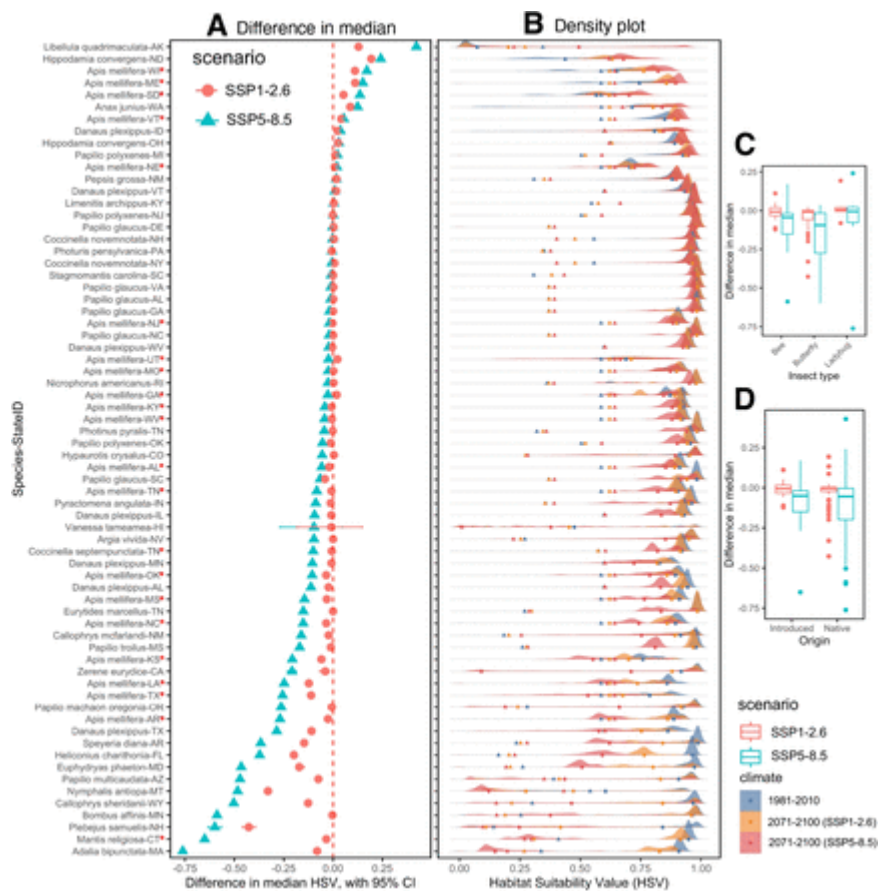 A Difference in median
B Density plot
scenario
SSP1-2.6
SSP5-8.5
Species-StateID
Libellula quadrimaculata-AK
Hippodamia convergens-ND
Apis mellifera-WI*
Apis mellifera-ME*
Apis mellifera-SD*
Anax junius-WA
Apis mellifera-VT*
Danaus plexippus-ID
Hippodamia convergens-OH
Papilio polyxenes-MI
Apis mellifera-NE*
Pepsis grossa-NM
Danaus plexippus-VT
Limenitis archippus-KY
Papilio polyxenes-NJ
Papilio glaucus-DE
Coccinella novemnotata-NH
Photuris pensylvanica-PA
Coccinella novemnotata-NY
Stagmomantis carolina-SC
Papilio glaucus-VA
Papilio glaucus-AL
Papilio glaucus-GA
Apis mellifera-NJ*
Papilio glaucus-NC
Danaus plexippus-WV
Apis mellifera-UT*
Apis mellifera-MO*
Nicrophorus americanus-RI
Apis mellifera-GA*
Apis mellifera-KY*
Apis mellifera-WV*
Photinus pyralis-TN
Papilio polyxenes-OK
Hypaurotis crysalus-CO
Apis mellifera-AL*
Papilio glaucus-SC
Apis mellifera-TN*
Pyractomena angulata-IN
Danaus plexippus-IL
Vanessa tameamea-HI
Argia vivida-NV
Coccinella septempunctata-TN*
Danaus plexippus-MN
Apis mellifera-OK*
Danaus plexippus-AL
Apis mellifera-MS*
Eurytides marcellus-TN
Apis mellifera-NC*
Callophrys mcfarlandi-NM
Papilio troilus-MS
Apis mellifera-KS*
Zerene eurydice-CA
Apis mellifera-LA*
Apis mellifera-TX*
Papilio machaon oregonia-OR
Apis mellifera-AR*
Danaus plexippus-TX
Speyeria diana-AR
Heliconius charithonia-FL
Euphydryas phaeton-MD
Papilio multicaudata-AZ
Nymphalis antiopa-MT
Callophrys sheridanii-WY
Bombus affinis-MN
Plebejus samuelis-NH
Mantis religiosa-CT*
Adalia bipunctata-MA
-0.75 -0.50 -0.25 0.00 0.25
Difference in median HSV, with 95% CI
0.00 0.25 0.50 0.75 1.00
Habitat Suitability Value (HSV)
C
Difference in median
0.25
0.00
-0.25
-0.50
-0.75
Bee Butterfly Ladybug
Insect type
D
Difference in median
0.25
0.00
-0.25
-0.50
-0.75
Introduced Native
Origin
scenario
SSP1-2.6
SSP5-8.5
climate
1981-2010
2071-2100 (SSP1-2.6)
2071-2100 (SSP5-8.5)